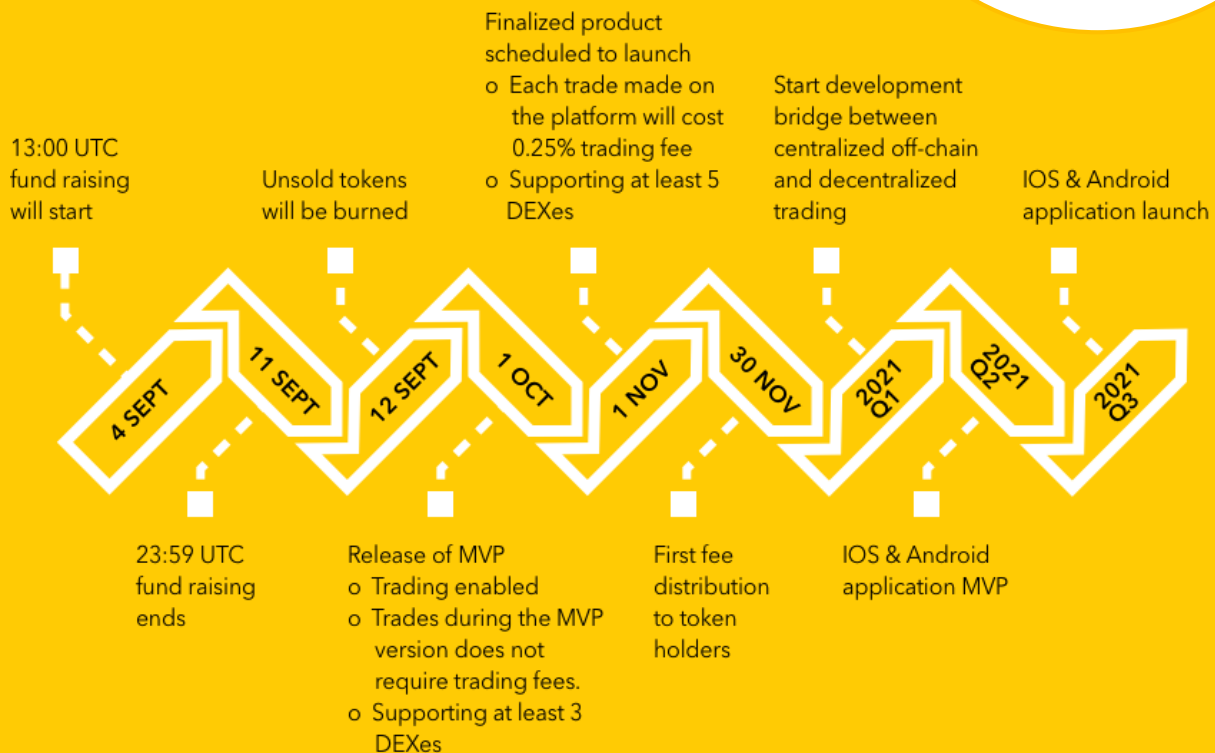 13:00 UTC
fund raising
will start
Unsold tokens
will be burned
Finalized product
scheduled to launch
o Each trade made on
the platform will cost
0.25% trading fee
o Supporting at least 5
DEXes
Start development
bridge between
centralized off-chain
and decentralized
trading
IOS & Android
application launch
4 SEPT
11 SEPT
12 SEPT
1 OCT
1 NOV
30 NOV
2021
Q1
2021
Q2
2021
Q3
23:59 UTC
fund raising
ends
Release of MVP
o Trading enabled
o Trades during the MVP
version does not
require trading fees.
o Supporting at least 3
DEXes
First fee
distribution
to token
holders
IOS & Android
application MVP